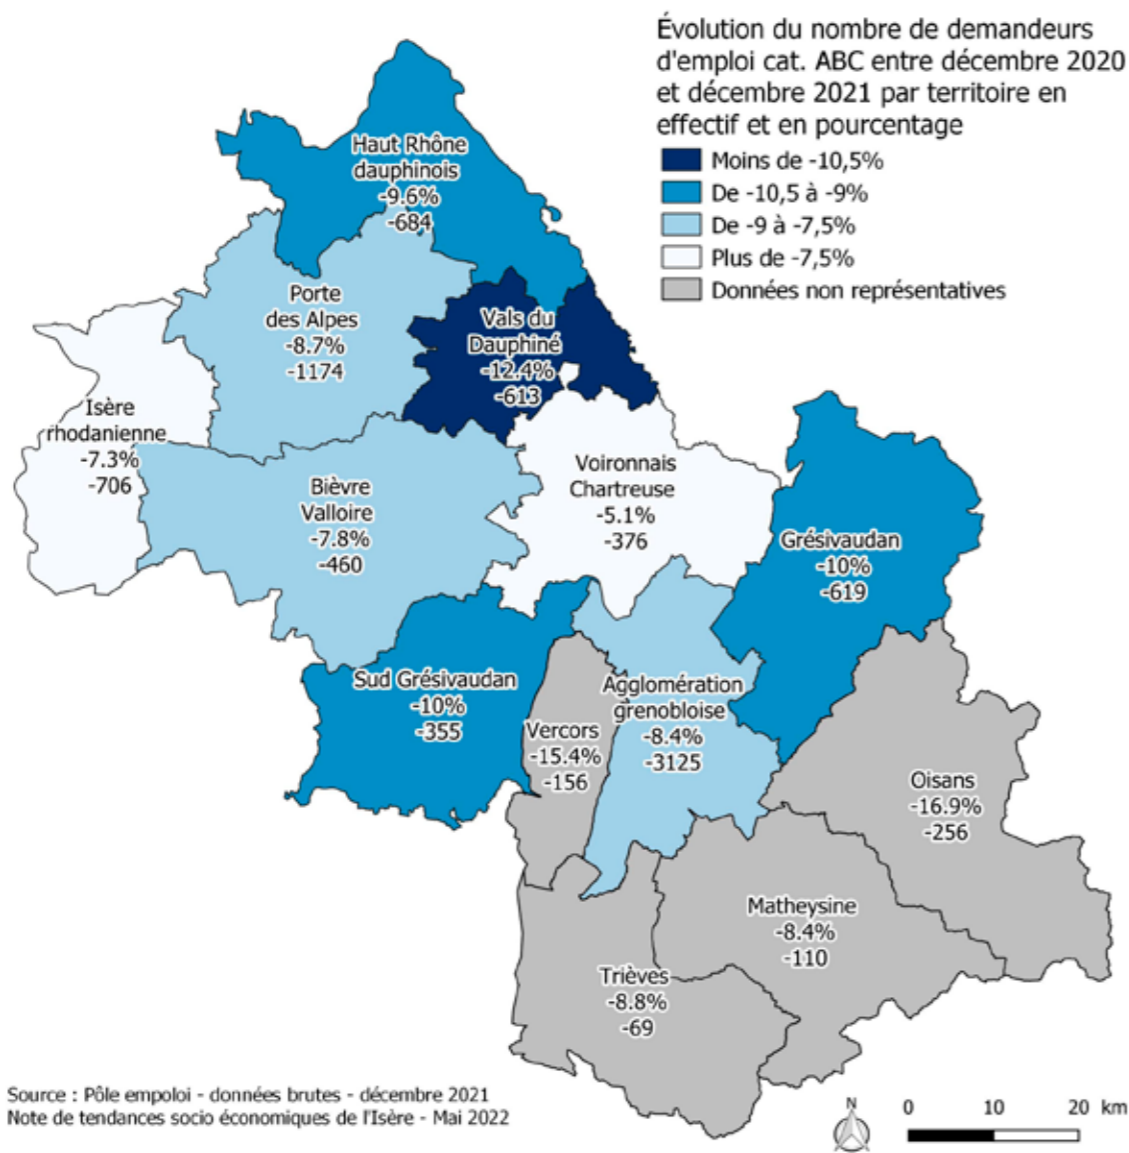 Évolution du nombre de demandeurs
d'emploi cat. ABC entre décembre 2020
et décembre 2021 par territoire en
effectif et en pourcentage
Moins de -10,5%
De -10,5 à -9%
De -9 à -7,5%
Plus de -7,5%
Données non représentatives
Haut Rhône
dauphinois
-9.6%
-684
Porte
des Alpes
-8.7%
-1174
Vals du
Dauphiné
-12.4%
-613
Isère
rhodanienne
-7.3%
-706
Bièvre
Valloire
-7.8%
-460
Voironnais
Chartreuse
-5.1%
-376
Grésivaudan
-10%
-619
Sud Grésivaudan
-10%
-355
Vercors
-15.4%
-156
Agglomération
grenobloise
-8.4%
-3125
Oisans
-16.9%
-256
Matheysine
-8.4%
-110
Trièves
-8.8%
-69
Source : Pôle empoloi - données brutes - décembre 2021
Note de tendances socio économiques de l'Isère - Mai 2022
N
0 10 20 km